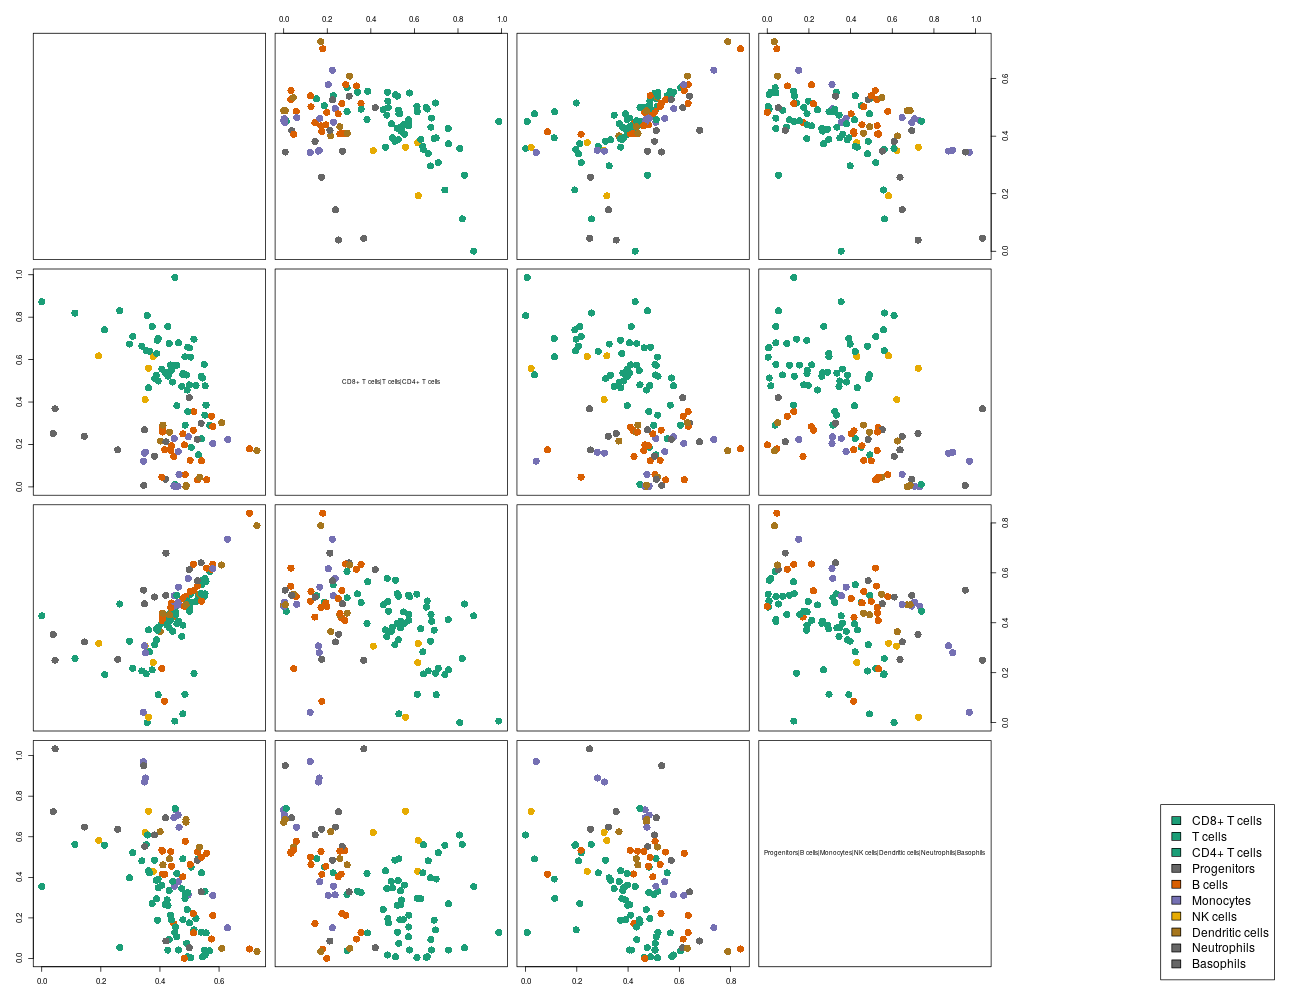 0.0 0.2 0.4 0.6 0.8 1.0 0.0 0.2 0.4 0.6 0.8 1.0
0.0 0.2 0.4 0.6
0.0 0.2 0.4 0.6 0.8 1.0
CD8+ T cells|T cells|CD4+ T cells
0.0 0.2 0.4 0.6 0.8
0.0 0.2 0.4 0.6 0.8 1.0
Progenitors|B cells|Monocytes|NK cells|Dendritic cells|Neutrophils|Basophils
0.0 0.2 0.4 0.6 0.0 0.2 0.4 0.6 0.8
CD8+ T cells
T cells
CD4+ T cells
Progenitors
B cells
Monocytes
NK cells
Dendritic cells
Neutrophils
Basophils